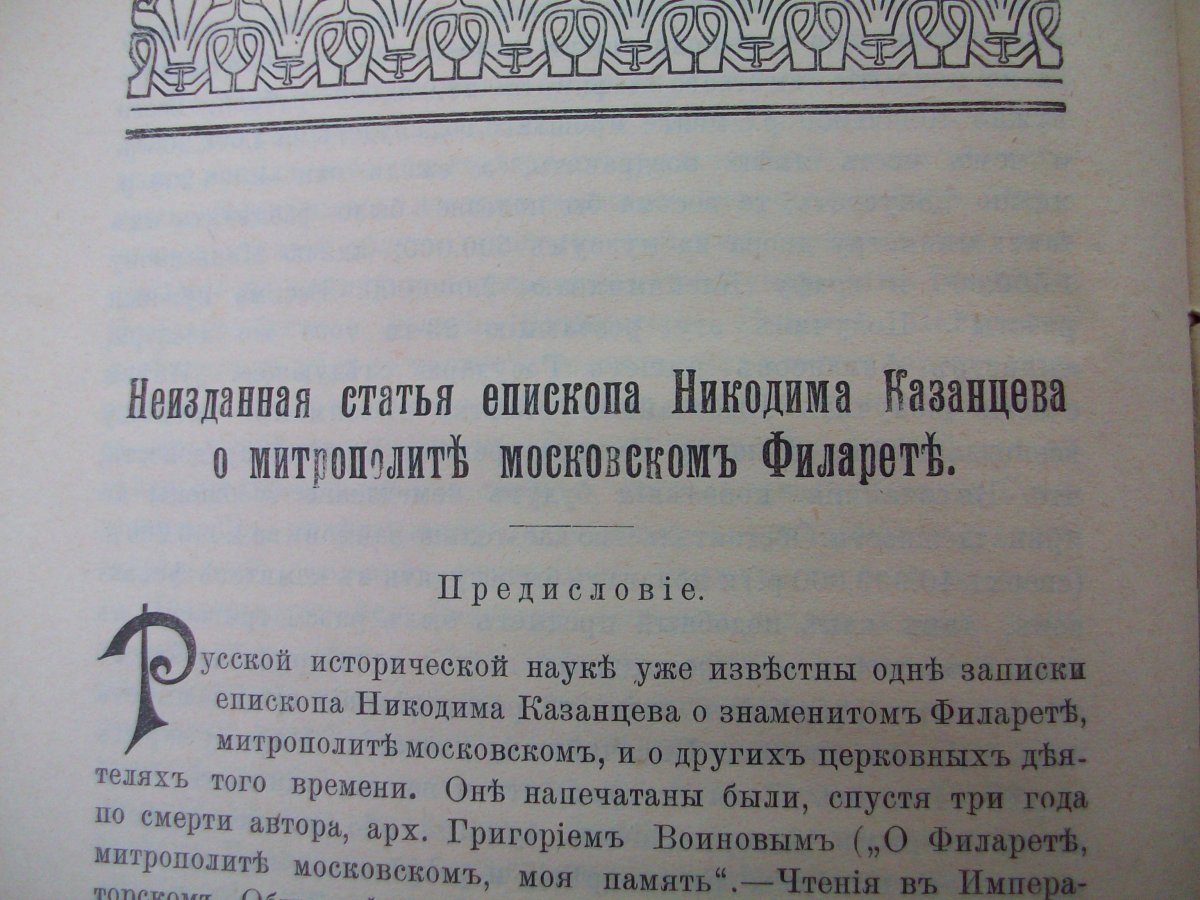 Неизданная статья епископа Никодима Казанцева
о митрополитѣ московскомъ Филаретѣ.
Предисловіе.
Русской исторической наукѣ уже извѣстны однѣ записки
епископа Никодима Казанцева о знаменитомъ Филаретѣ,
митрополитѣ московскомъ, и о другихъ церковныхъ дѣя-
теляхъ того времени. Онѣ напечатаны были, спустя три года
по смерти автора, арх. Григоріемъ Воиновымъ („О Филаретѣ,
митрополитѣ московскомъ, моя память“.—Чтенія въ Импера-
торскомъ